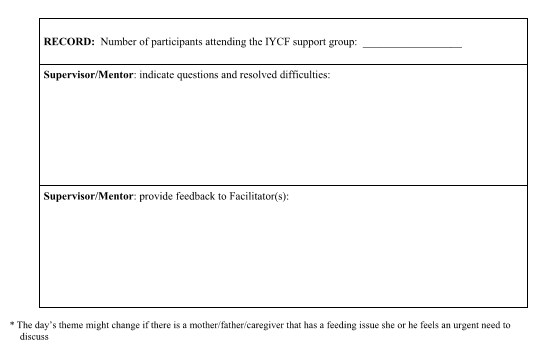 RECORD: Number of participants attending the IYCF support group: ___________________
Supervisor/Mentor: indicate questions and resolved difficulties:
Supervisor/Mentor: provide feedback to Facilitator(s):
* The day’s theme might change if there is a mother/father/caregiver that has a feeding issue she or he feels an urgent need to
discuss